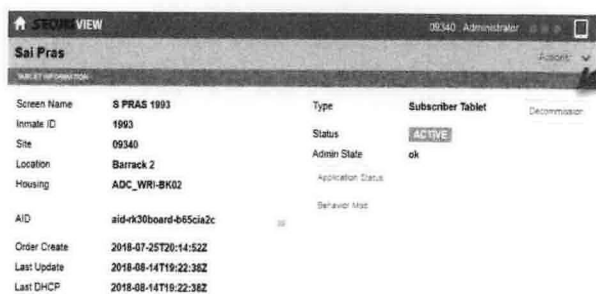 SECUREVIEW
09340 Administrator
Sai Pras
Actions
TABLET INFORMATION
Screen Name S PRAS 1993
Inmate ID 1993
Site 09340
Location Barrack 2
Housing ADC_WRI-BK02
AID aid-rk30board-b65cia2c
Order Create 2018-07-25T20:14:52Z
Last Update 2018-08-14T19:22:38Z
Last DHCP 2018-08-14T19:22:38Z
Type Subscriber Tablet
Status ACTIVE
Admin State ok
Application Status
Behavior Mod
Decommission